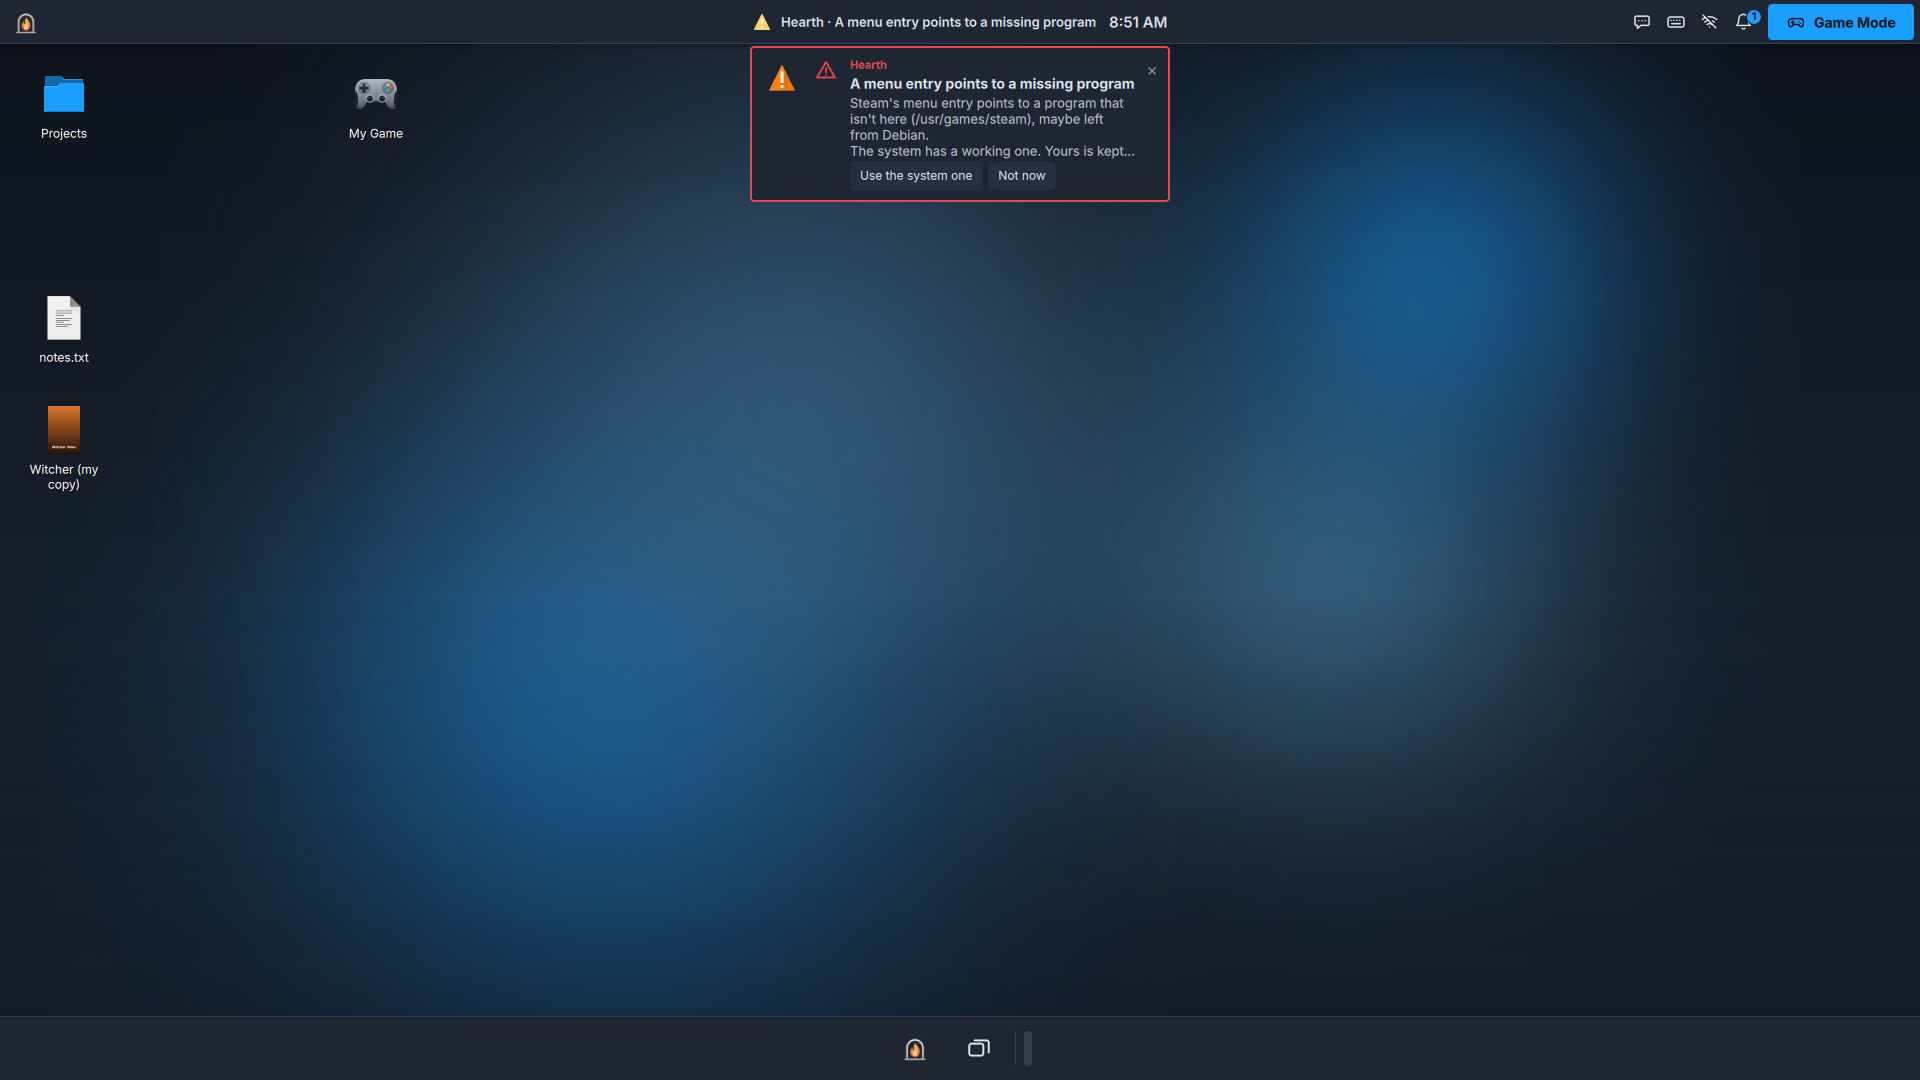 Hearth · A menu entry points to a missing program 8:51 AM
1
Game Mode
Hearth
A menu entry points to a missing program
Steam's menu entry points to a program that
isn't here (/usr/games/steam), maybe left
from Debian.
The system has a working one. Yours is kept...
Use the system one
Not now
Projects
My Game
notes.txt
Witcher Tales
Witcher (my
copy)